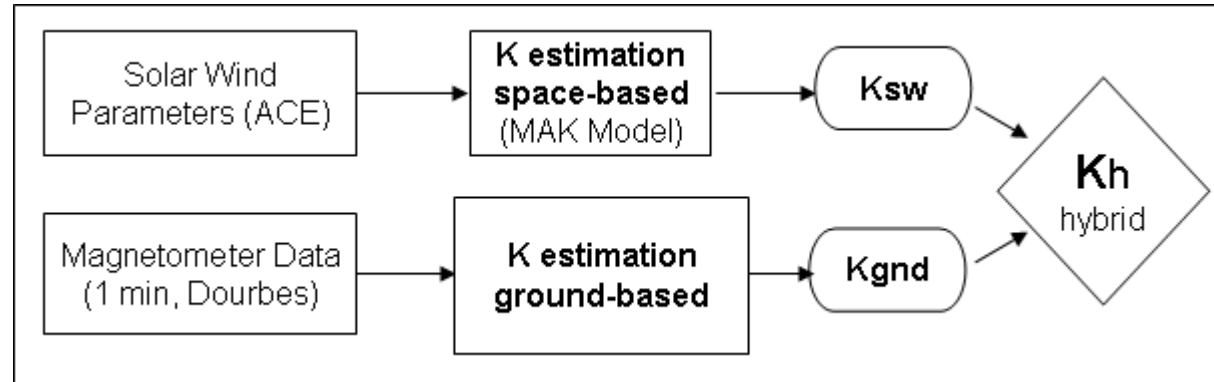 Solar Wind
Parameters (ACE)
K estimation
space-based
(MAK Model)
Ksw
Magnetometer Data
(1 min, Dourbes)
K estimation
ground-based
Kgnd
Kh
hybrid